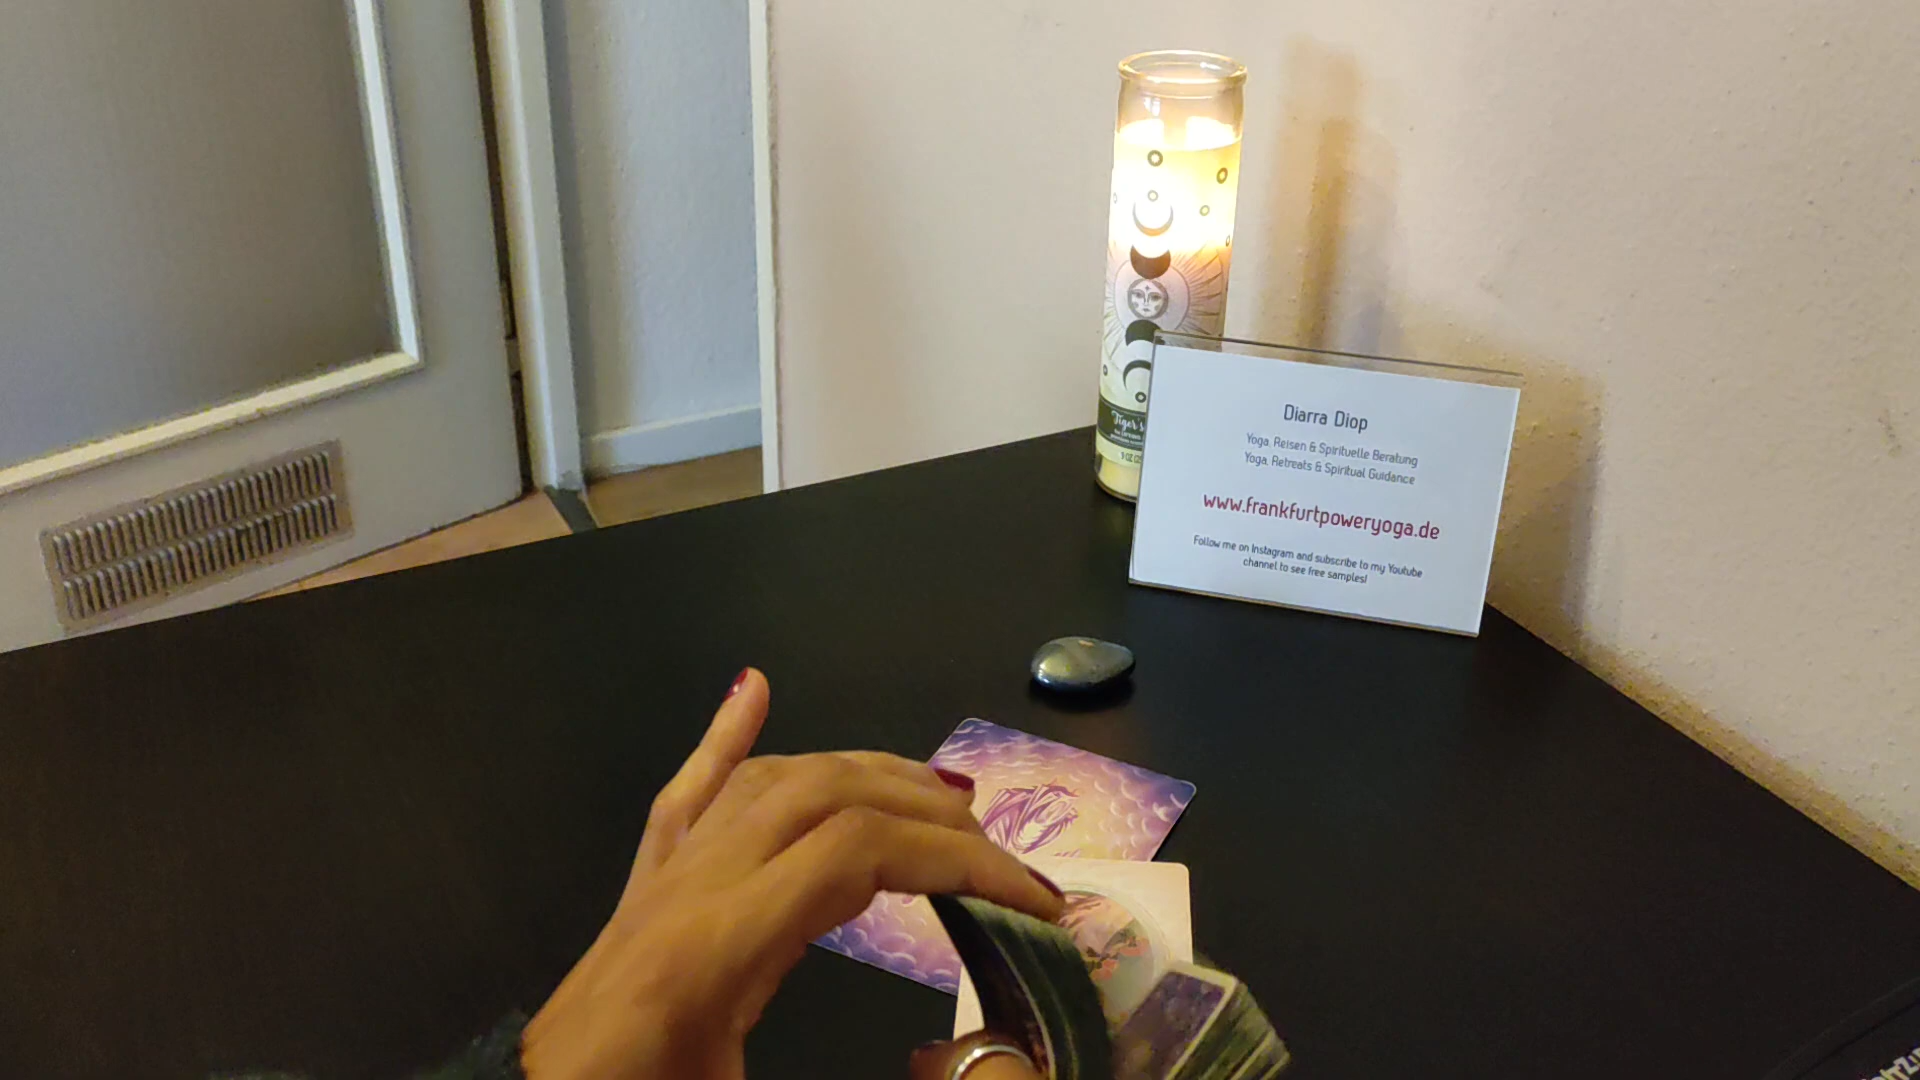 Diarra Diop
Yoga, Reisen & Spirituelle Beratung
Yoga, Retreats & Spiritual Guidance
www.frankfurtpoweryoga.de
Follow me on Instagram and subscribe to my Youtube
channel to see free samples!
Tiger's